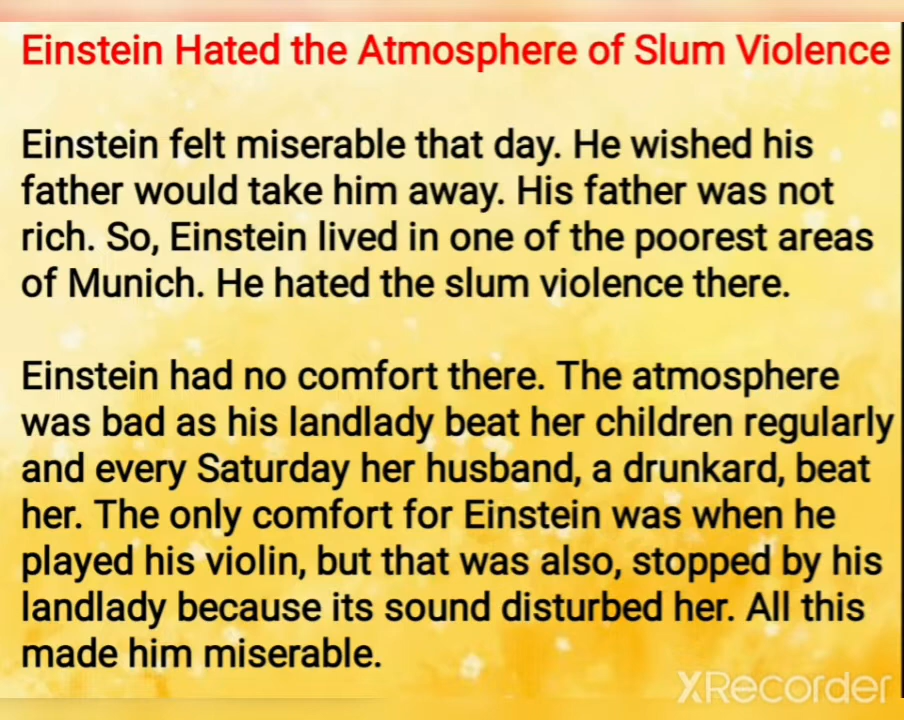 Einstein Hated the Atmosphere of Slum Violence
Einstein felt miserable that day. He wished his
father would take him away. His father was not
rich. So, Einstein lived in one of the poorest areas
of Munich. He hated the slum violence there.
Einstein had no comfort there. The atmosphere
was bad as his landlady beat her children regularly
and every Saturday her husband, a drunkard, beat
her. The only comfort for Einstein was when he
played his violin, but that was also, stopped by his
landlady because its sound disturbed her. All this
made him miserable.
XRecorder